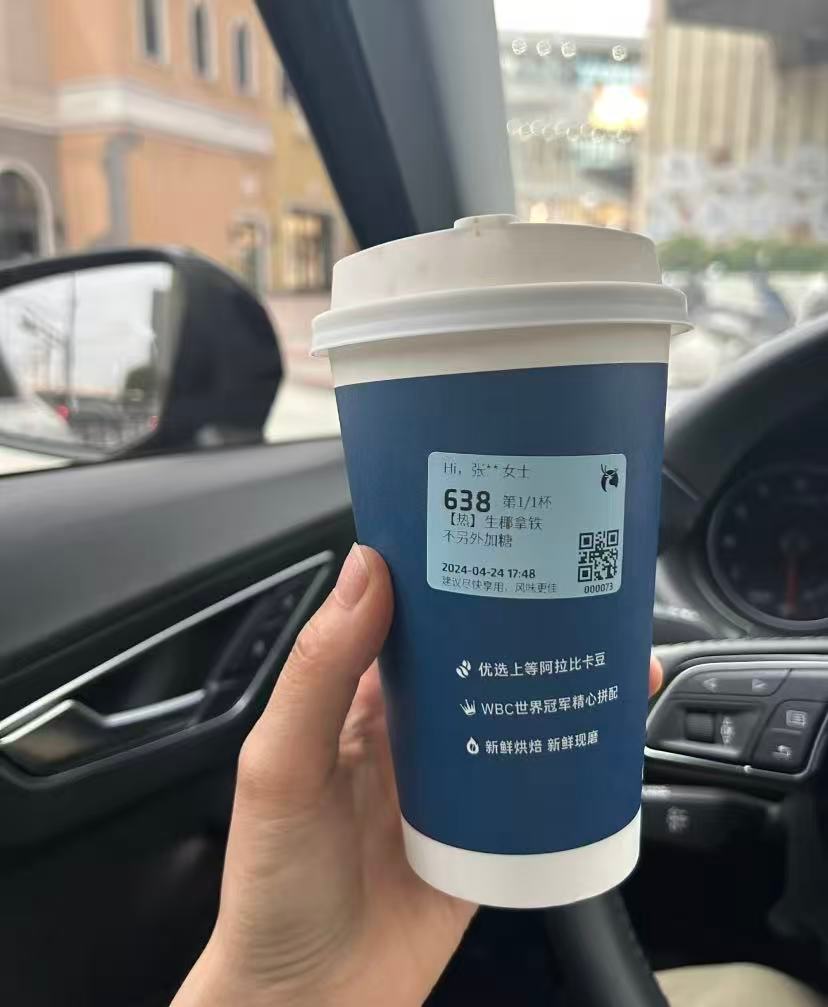 Hi，张**女士
638 第1/1杯
【热】生椰拿铁
不另外加糖
2024-04-24 17:48
建议尽快享用，风味更佳
000073
优选上等阿拉比卡豆
WBC世界冠军精心拼配
新鲜烘焙 新鲜现磨